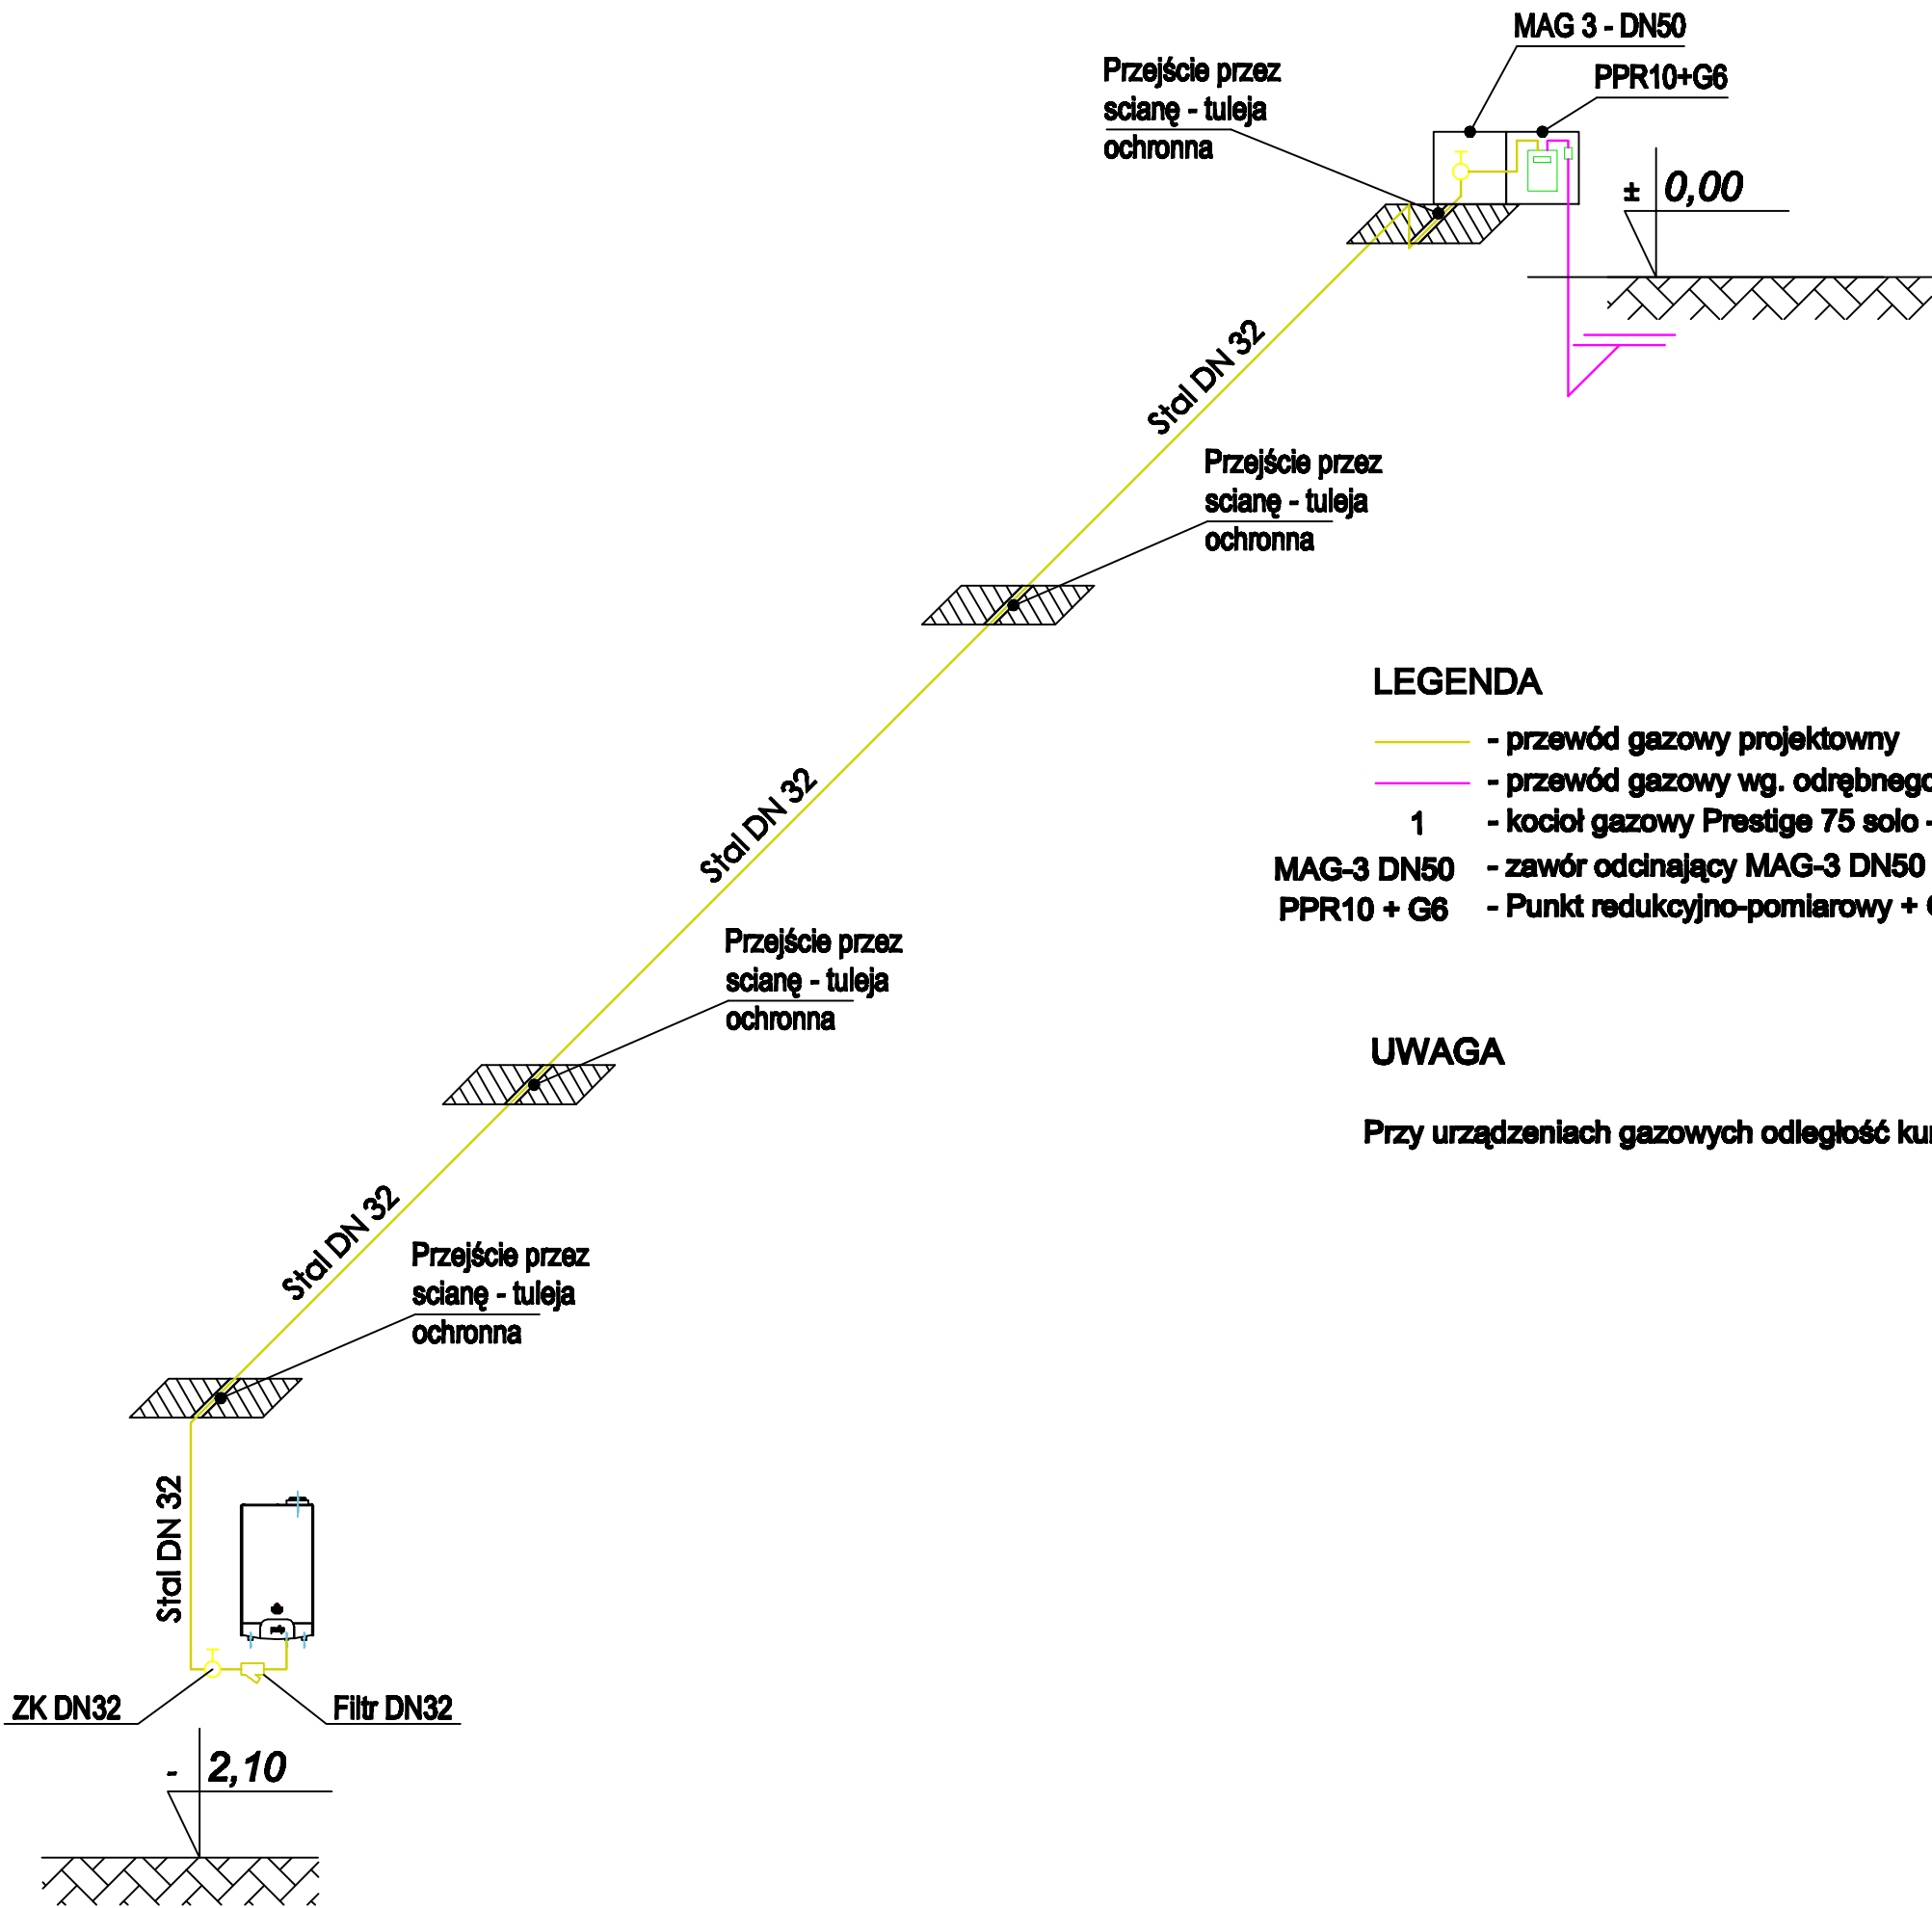 MAG 3 - DN50
PPR10+G6
Przejście przez
scianę - tuleja
ochronna
± 0,00
Stal DN 32
Przejście przez
scianę - tuleja
ochronna
LEGENDA
- przewód gazowy projektowny
- przewód gazowy wg. odrębnego
1 - kocioł gazowy Prestige 75 solo -
MAG-3 DN50 - zawór odcinający MAG-3 DN50
PPR10 + G6 - Punkt redukcyjno-pomiarowy +
Stal DN 32
Przejście przez
scianę - tuleja
ochronna
UWAGA
Przy urządzeniach gazowych odległość
Stal DN 32
Przejście przez
scianę - tuleja
ochronna
Stal DN 32
ZK DN32
Filtr DN32
- 2,10